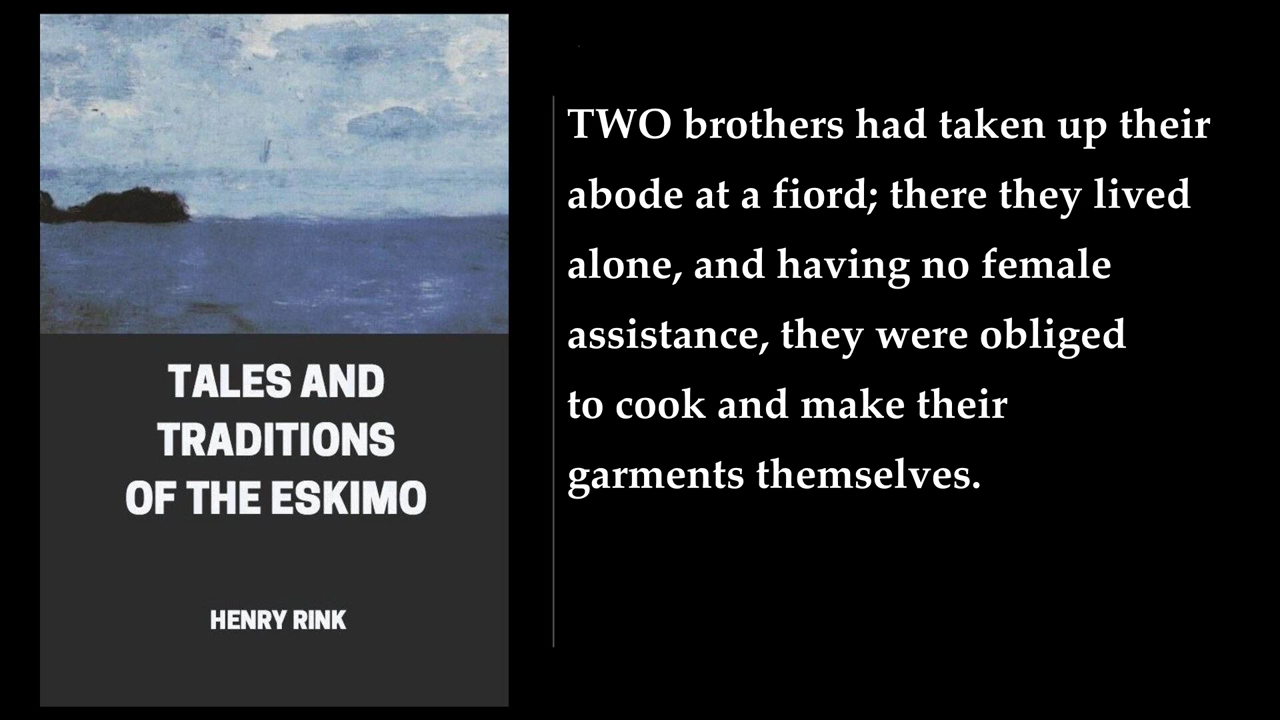 TALES AND
TRADITIONS
OF THE ESKIMO
HENRY RINK
TWO brothers had taken up their
abode at a fiord; there they lived
alone, and having no female
assistance, they were obliged
to cook and make their
garments themselves.